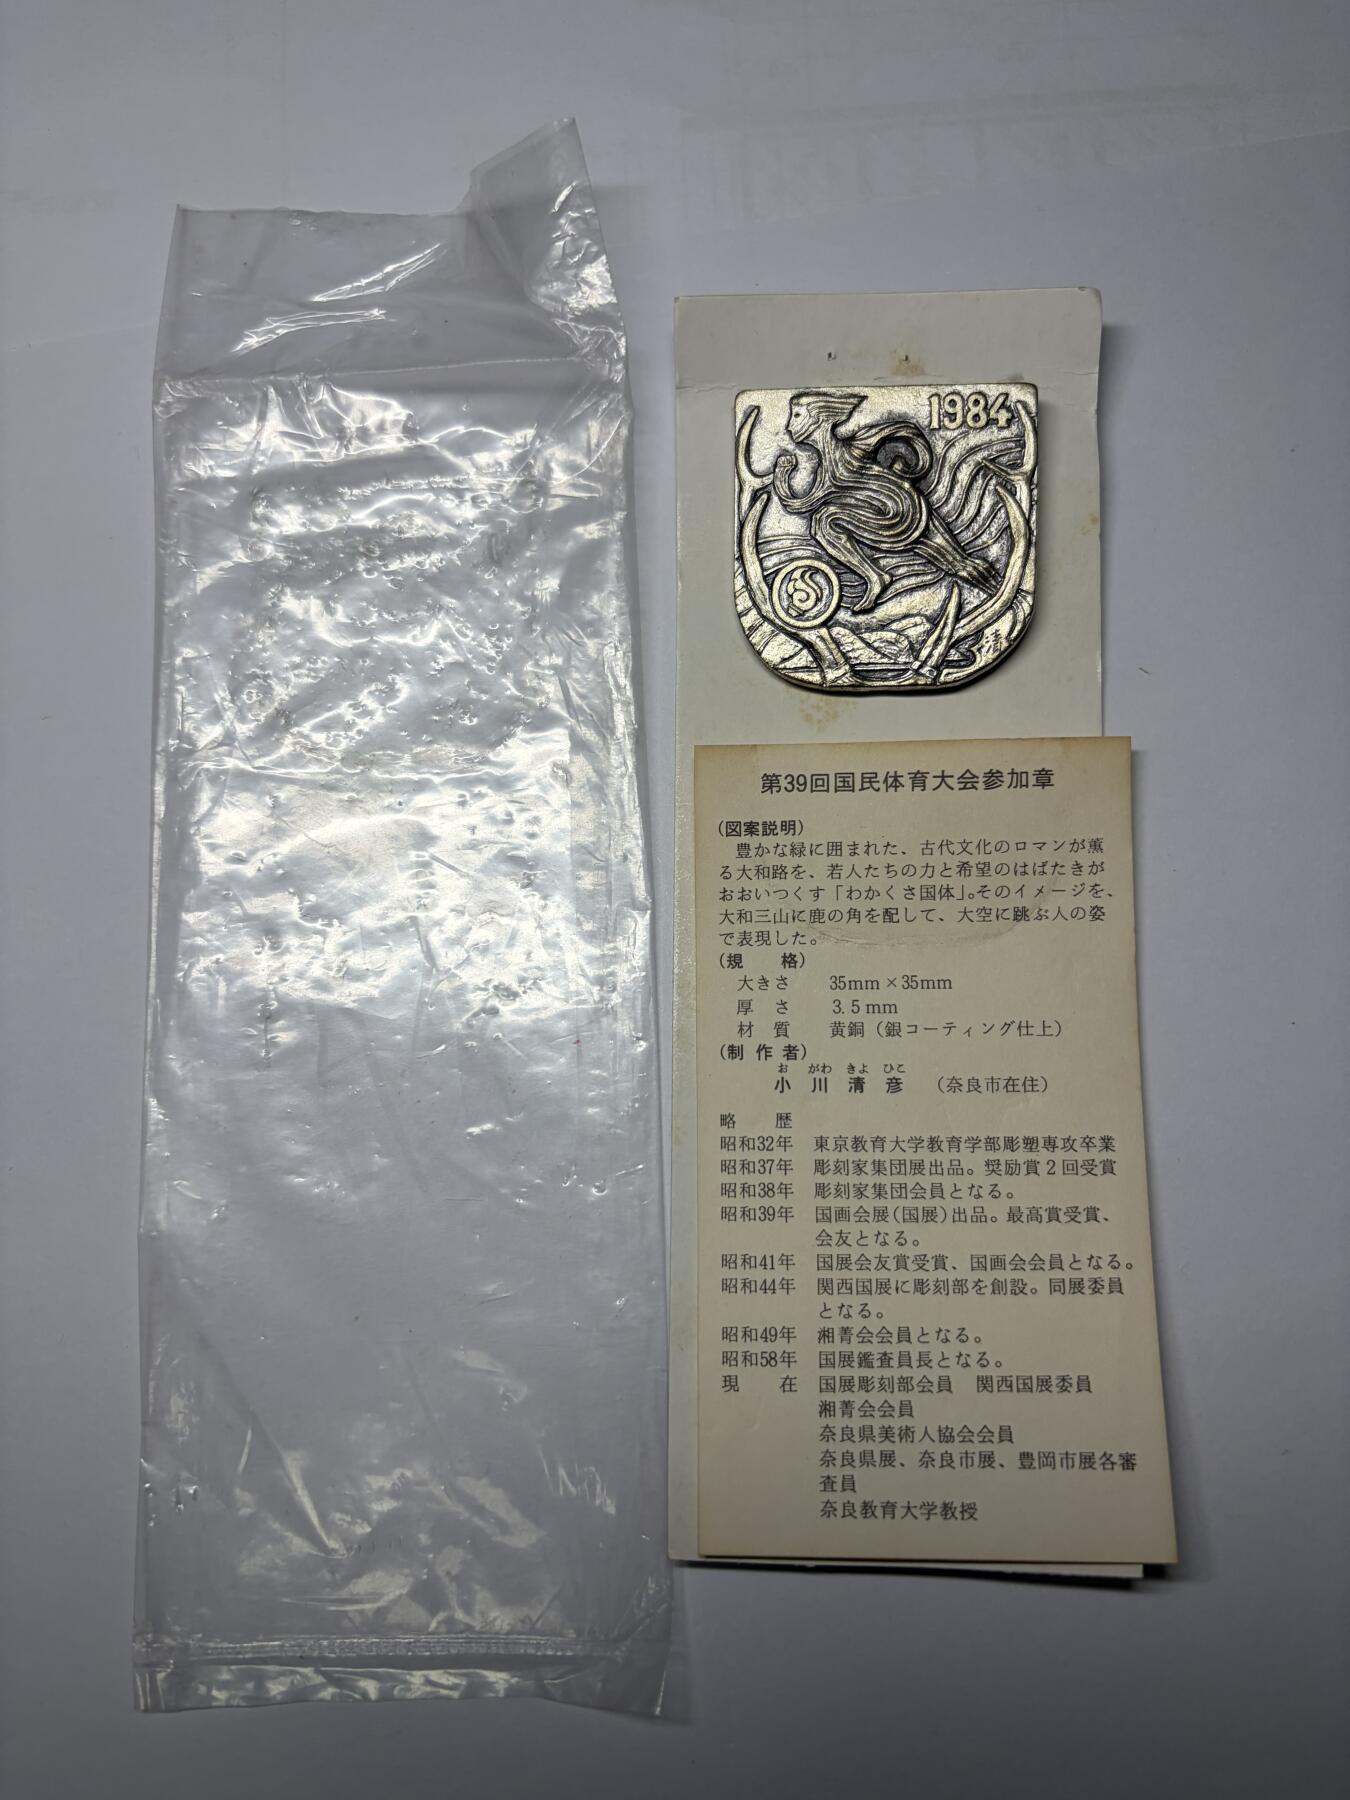 1984
清
第39回国民体育大会参加章
(図案説明)
豊かな緑に囲まれた、古代文化のロマンが薫
る大和路を、若人たちの力と希望のはばたきが
おおいつくす「わかくさ国体」。そのイメージを、
大和三山に鹿の角を配して、大空に跳ぶ人の姿
で表現した。
(規　格)
大きさ　35mm×35mm
厚　さ　3.5mm
材　質　黄銅（銀コーティング仕上）
(制作者)
お　がわ　きよ　ひこ
小　川　清　彦　（奈良市在住）
略　歴
昭和32年　東京教育大学教育学部彫塑専攻卒業
昭和37年　彫刻家集団展出品。奨励賞2回受賞
昭和38年　彫刻家集団会員となる。
昭和39年　国画会展(国展)出品。最高賞受賞、
会友となる。
昭和41年　国展会友賞受賞、国画会会員となる。
昭和44年　関西国展に彫刻部を創設。同展委員
となる。
昭和49年　湘菁会会員となる。
昭和58年　国展鑑査員長となる。
現　在　国展彫刻部会員　関西国展委員
湘菁会会員
奈良県美術人協会会員
奈良県展、奈良市展、豊岡市展各審
査員
奈良教育大学教授